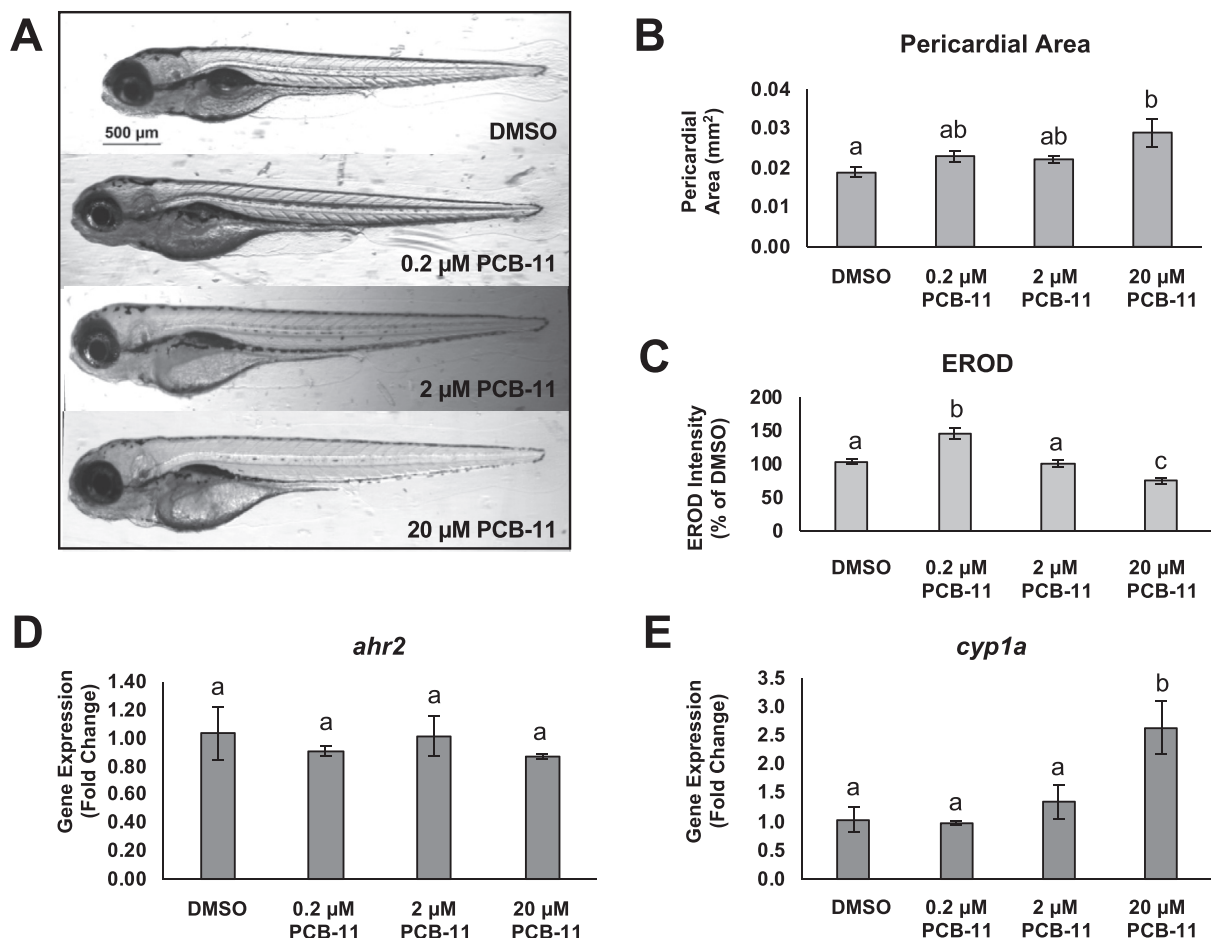 A
500 µm
DMSO
0.2 µM PCB-11
2 µM PCB-11
20 µM PCB-11
B
Pericardial Area
Pericardial
Area (mm²)
0.04
0.03
0.02
0.01
0.00
a
ab
ab
b
DMSO
0.2 µM
PCB-11
2 µM
PCB-11
20 µM
PCB-11
C
EROD
EROD Intensity
(% of DMSO)
200
150
100
50
0
a
b
a
c
DMSO
0.2 µM
PCB-11
2 µM
PCB-11
20 µM
PCB-11
D
ahr2
Gene Expression
(Fold Change)
1.40
1.20
1.00
0.80
0.60
0.40
0.20
0.00
a
a
a
a
DMSO
0.2 µM
PCB-11
2 µM
PCB-11
20 µM
PCB-11
E
cyp1a
Gene Expression
(Fold Change)
3.5
3.0
2.5
2.0
1.5
1.0
0.5
0.0
a
a
a
b
DMSO
0.2 µM
PCB-11
2 µM
PCB-11
20 µM
PCB-11